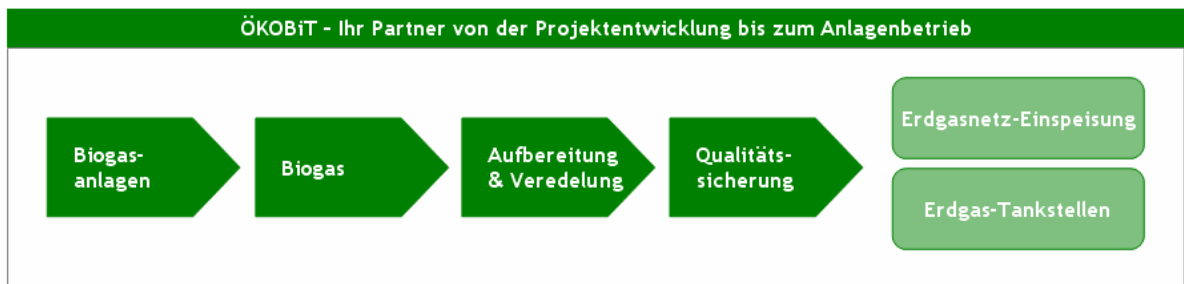 ÖKOBiT - Ihr Partner von der Projektentwicklung bis zum Anlagenbetrieb
Biogas-
anlagen
Biogas
Aufbereitung
& Veredelung
Qualitäts-
sicherung
Erdgasnetz-Einspeisung
Erdgas-Tankstellen